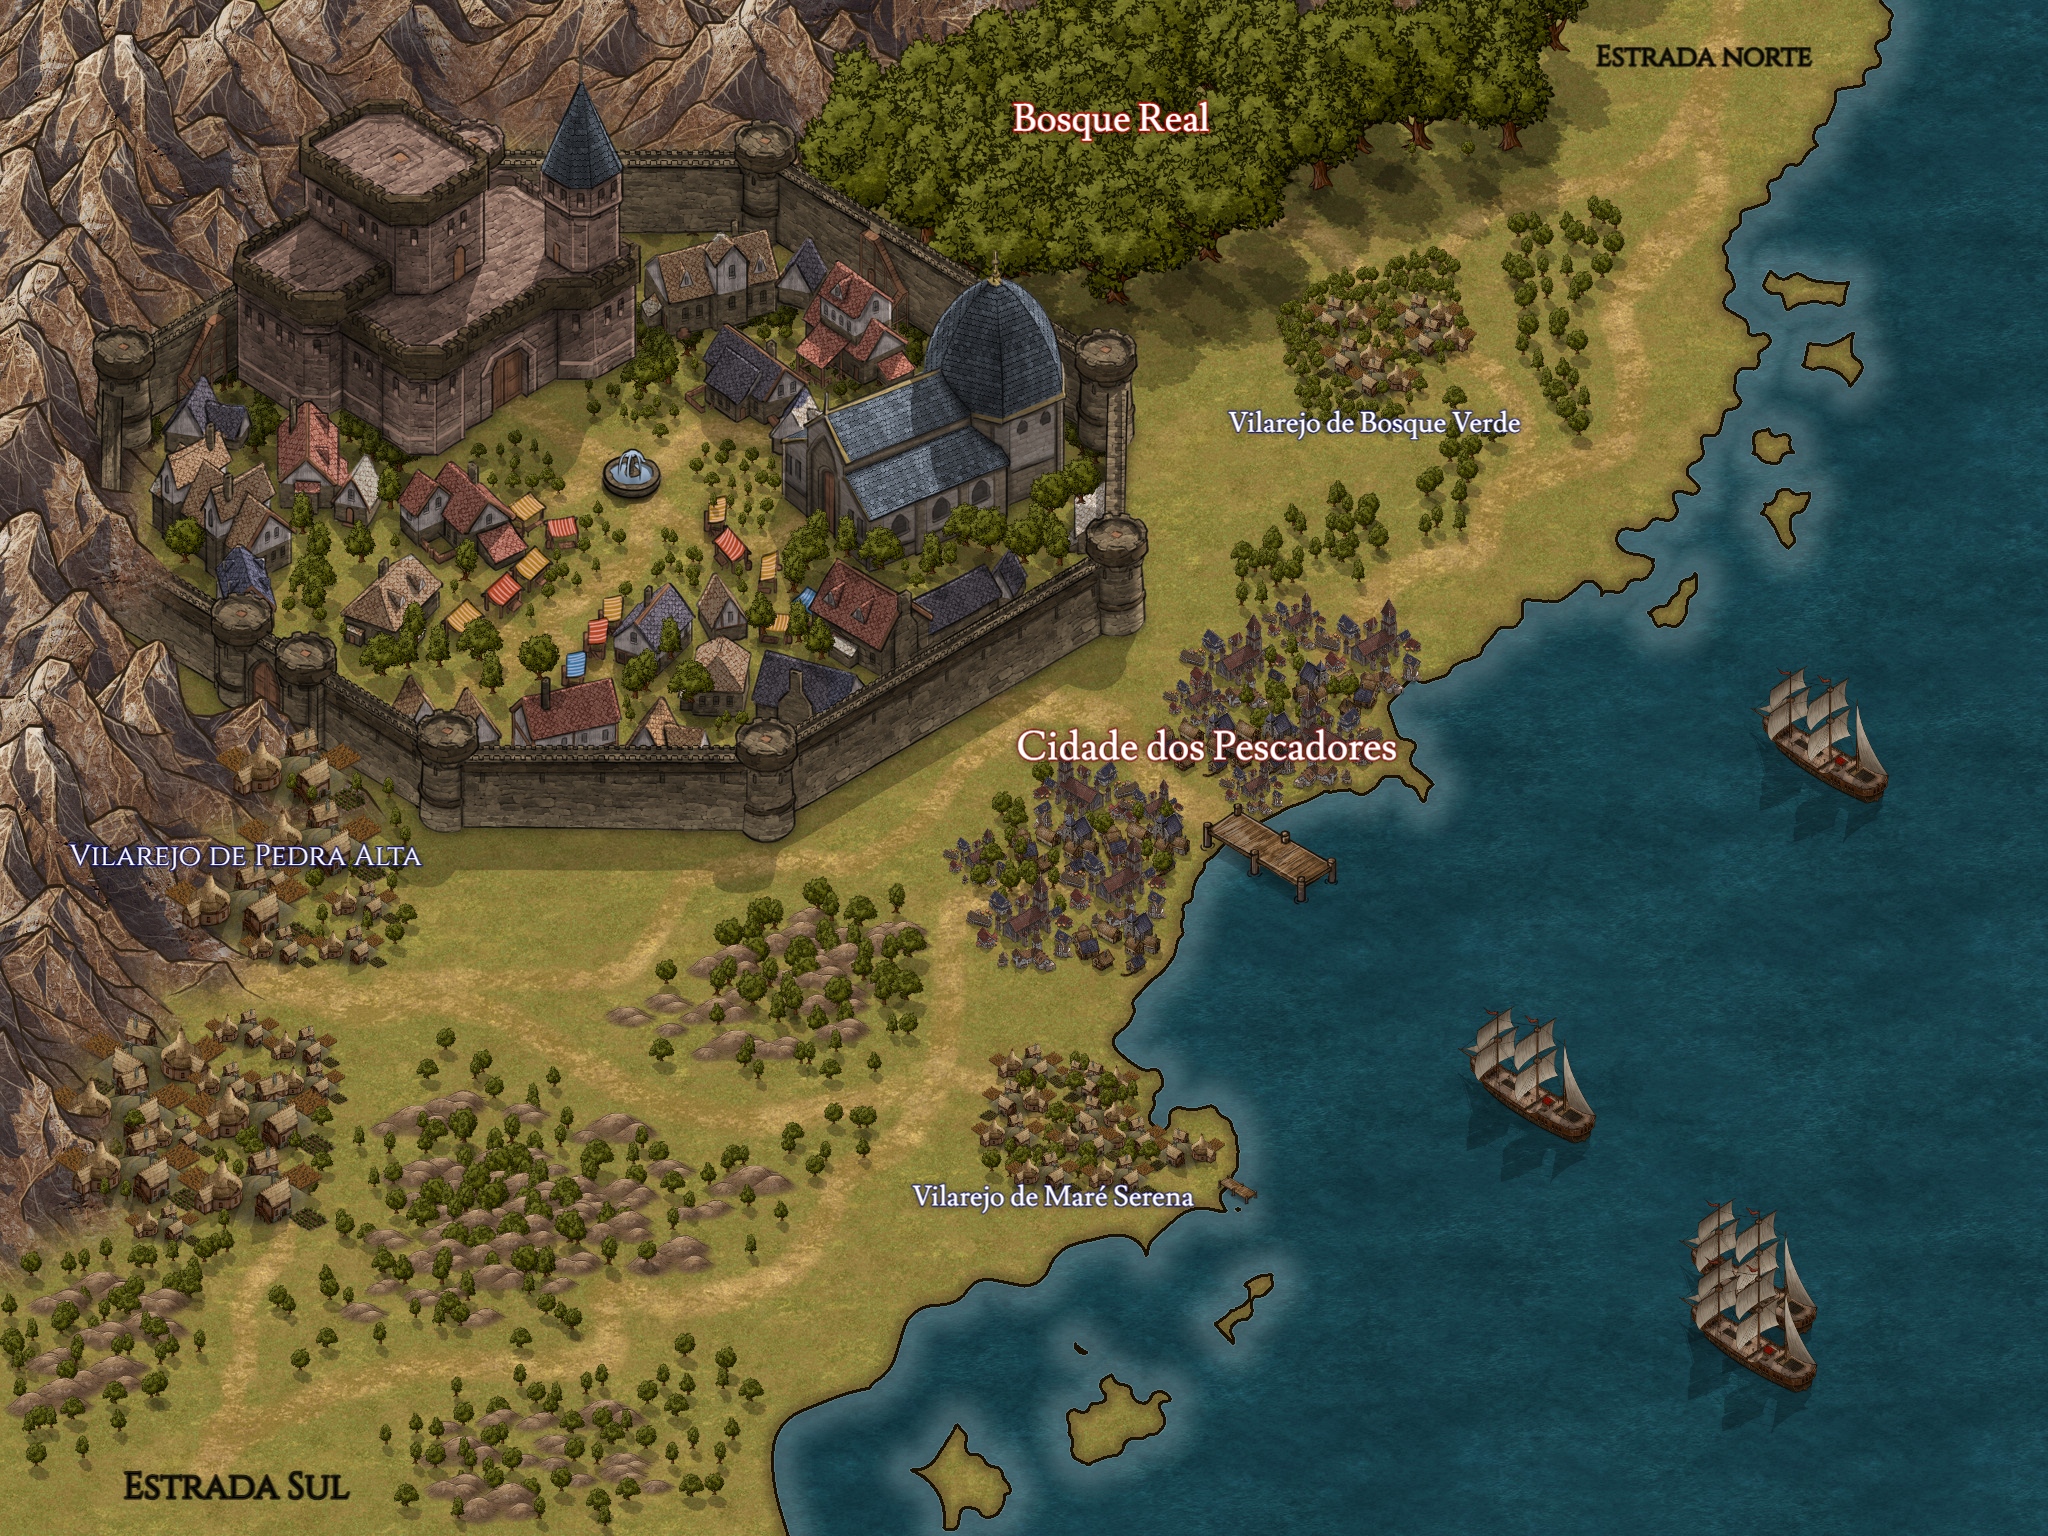 Estrada norte
Bosque Real
Vilarejo de Bosque Verde
Cidade dos Pescadores
Vilarejo de Pedra Alta
Vilarejo de Maré Serena
Estrada Sul